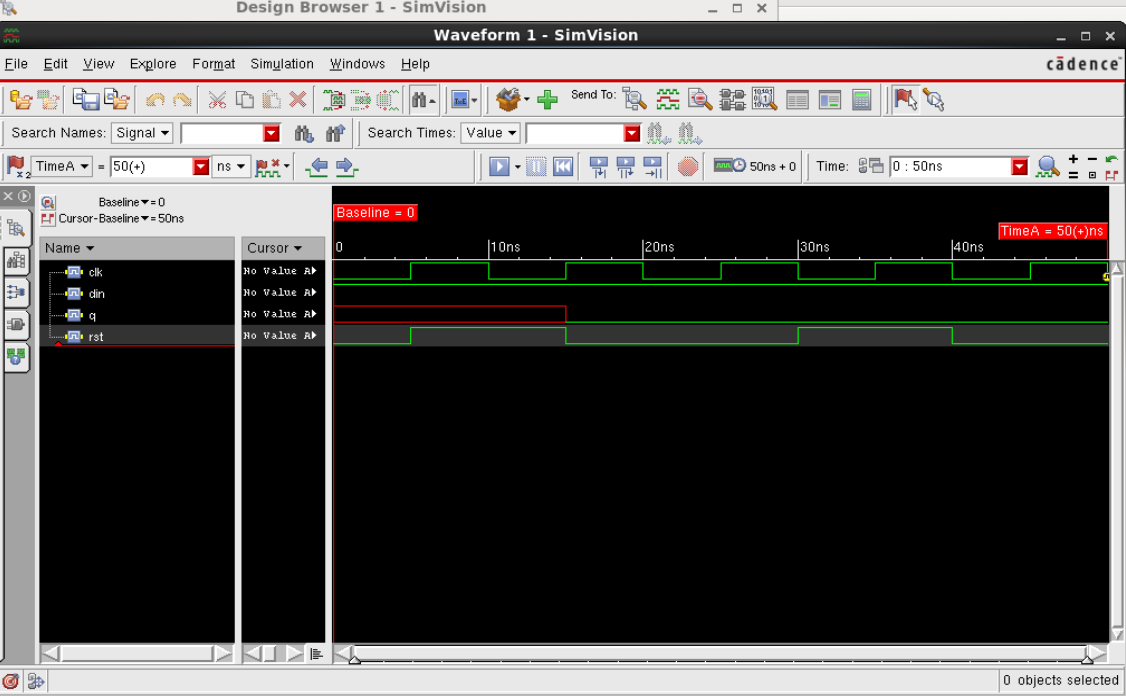 Design Browser 1 - SimVision
Waveform 1 - SimVision
File Edit View Explore Format Simulation Windows Help
cādence
Send To:
Search Names: Signal Search Times: Value
x2 TimeA = 50(+) ns 50ns + 0 Time: 0 : 50ns
Baseline = 0
Cursor-Baseline = 50ns
Baseline = 0
TimeA = 50(+)ns
Name Cursor 0 10ns 20ns 30ns 40ns
clk No Value A
din No Value A
q No Value A
rst No Value A
0 objects selected